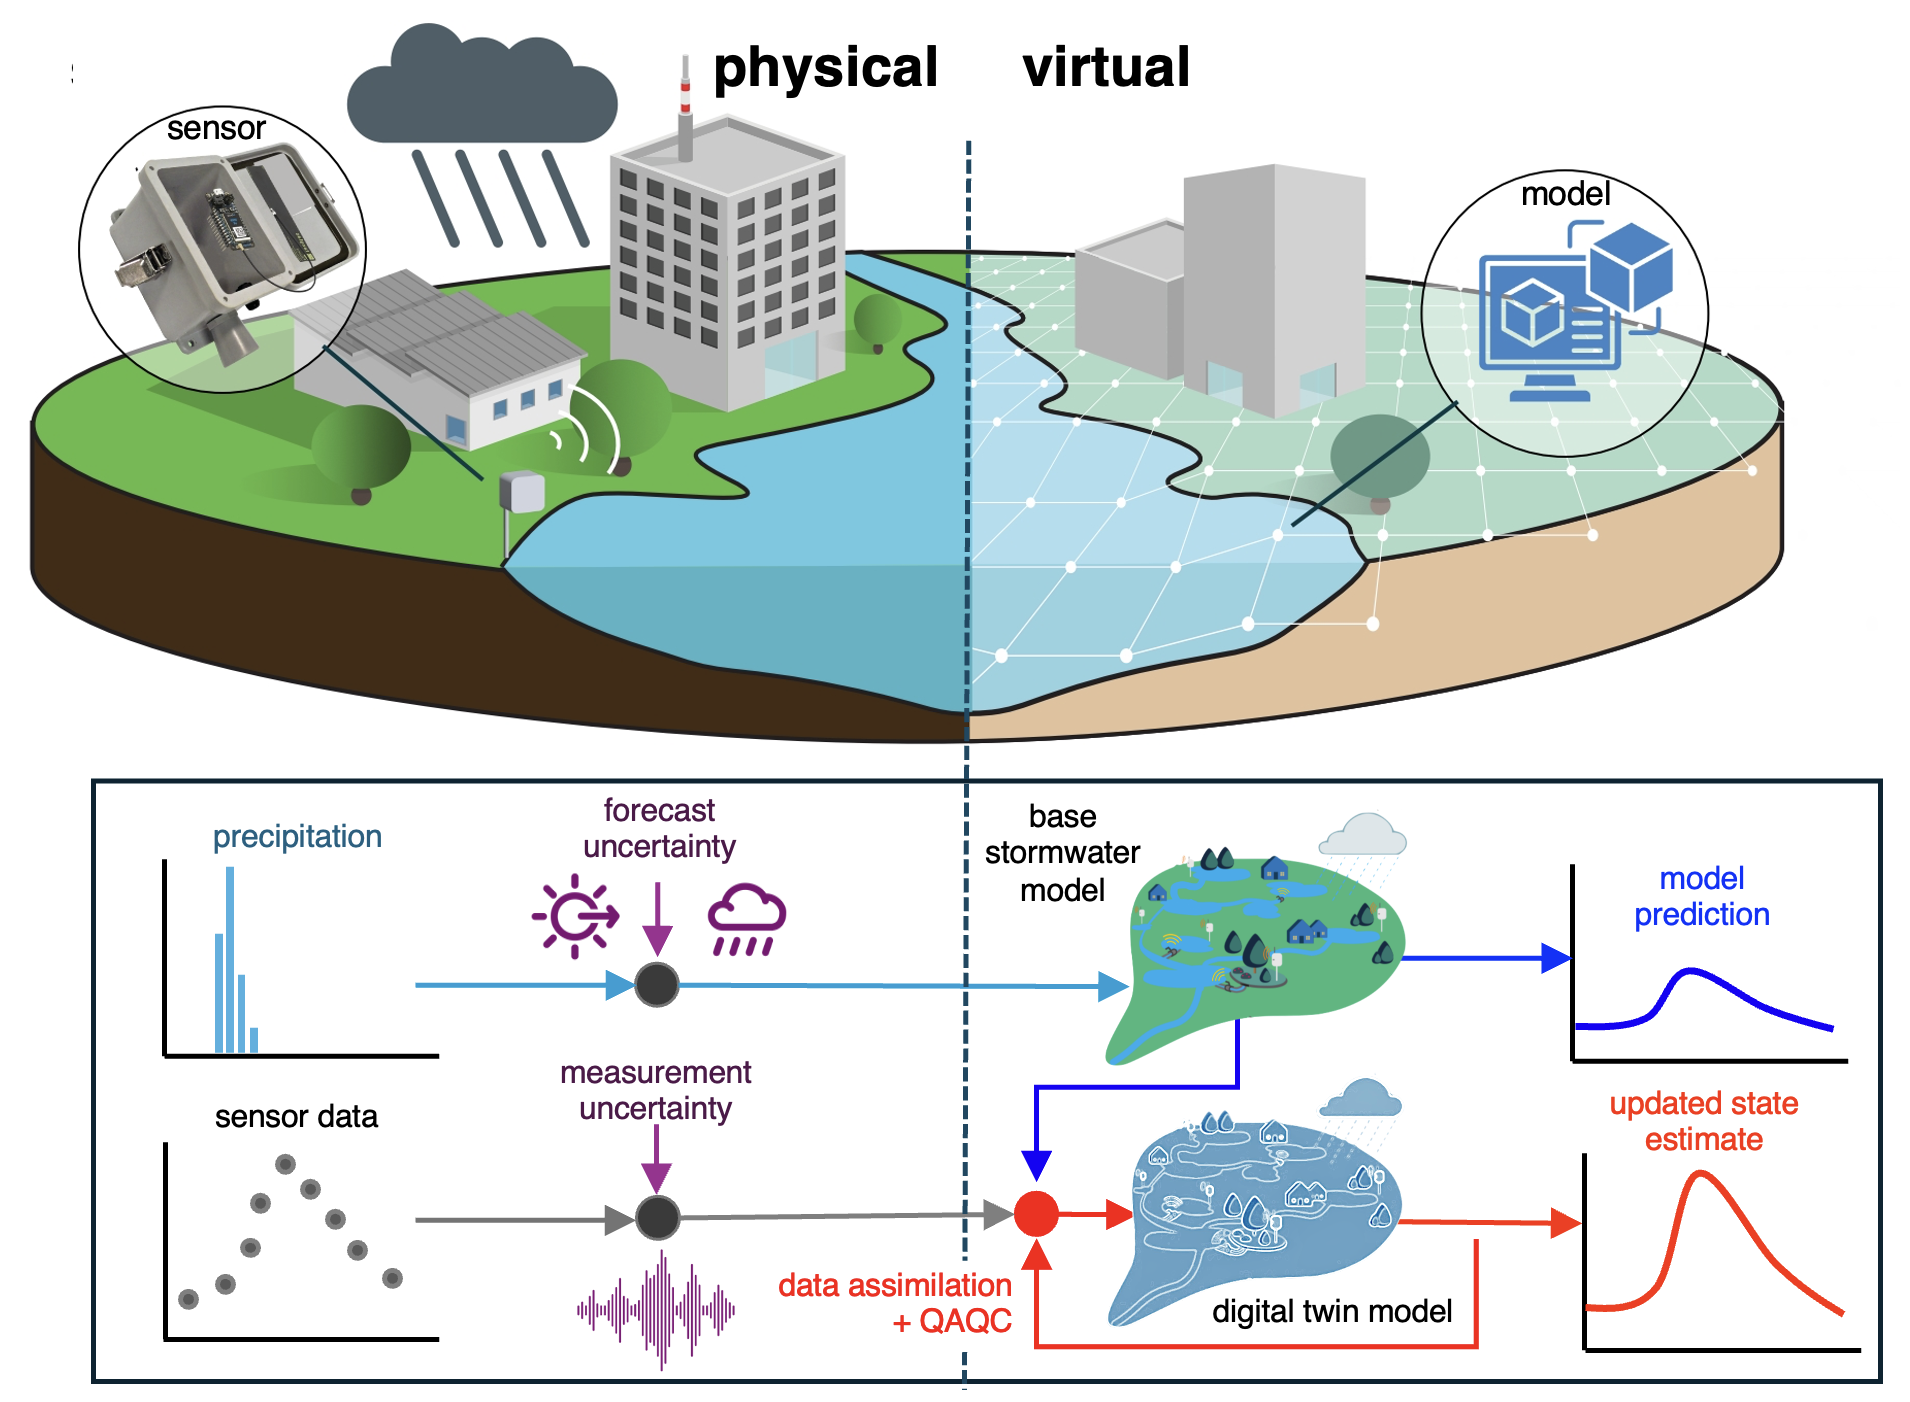 physical virtual
sensor
model
precipitation
forecast
uncertainty
base
stormwater
model
model
prediction
measurement
uncertainty
sensor data
updated state
estimate
data assimilation
+ QAQC
digital twin model